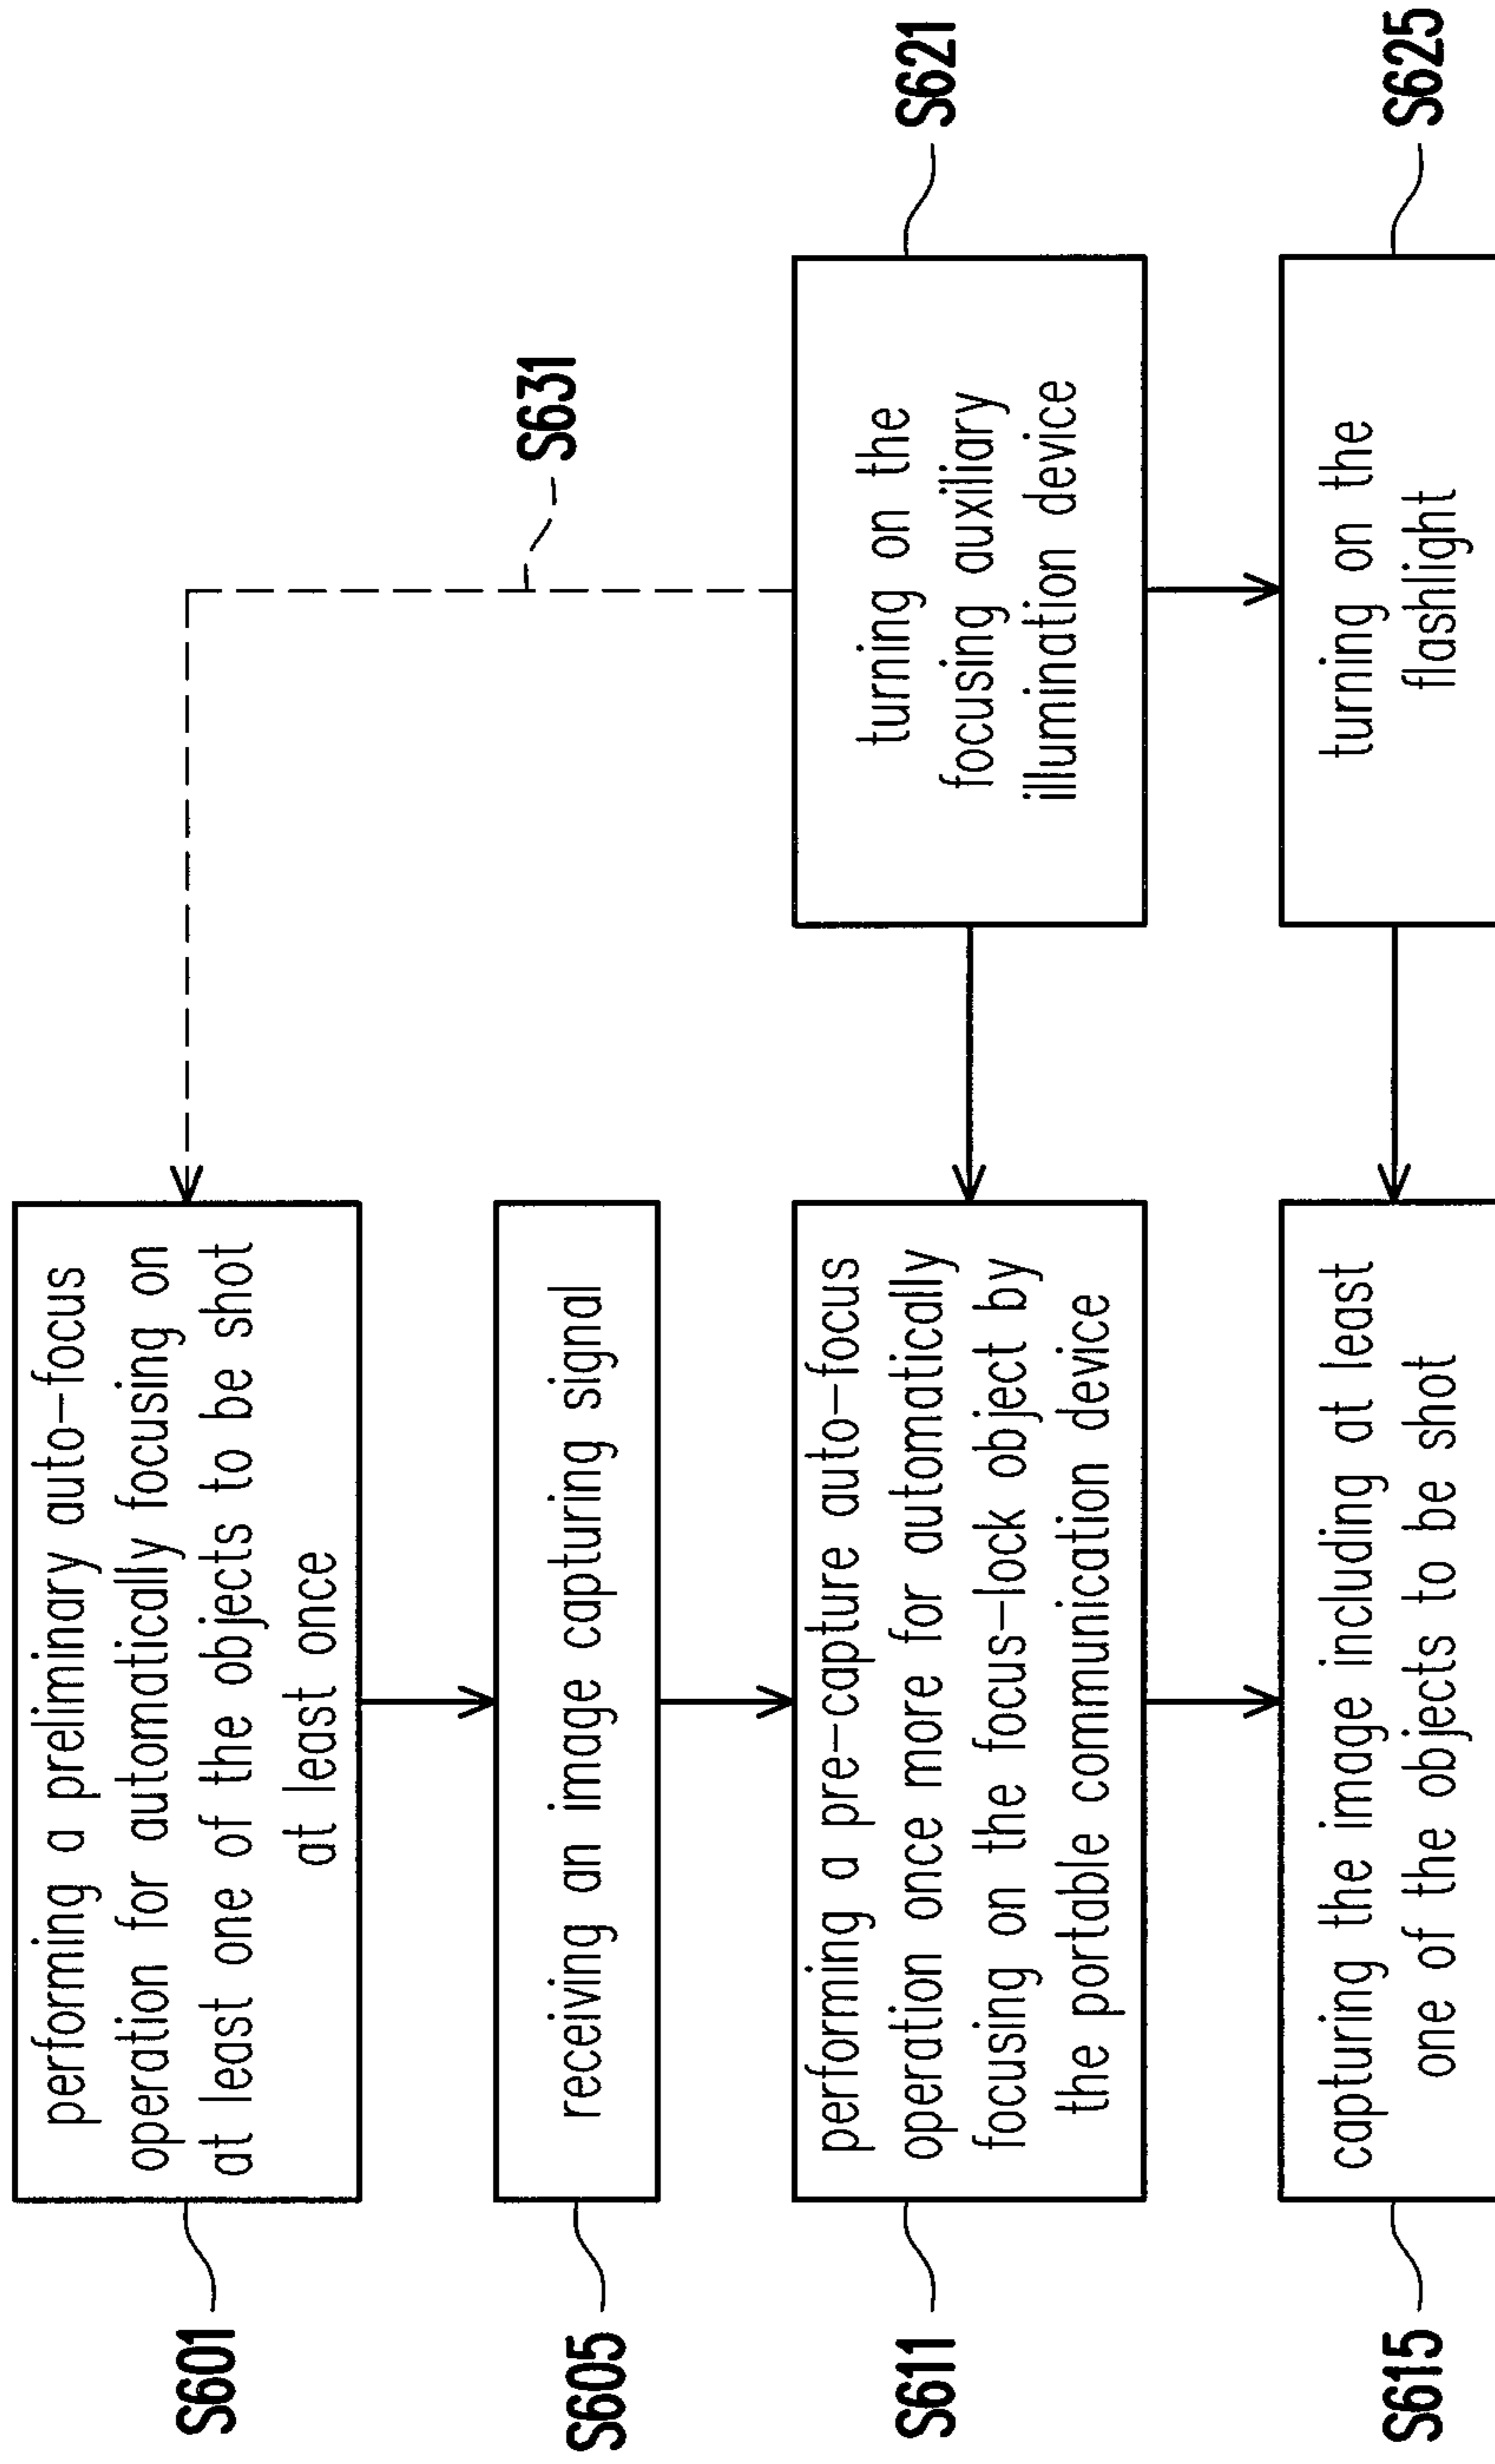 S601
performing a preliminary auto-focus
operation for automatically focusing on
at least one of the objects to be shot
at least once
S631
S605
receiving an image capturing signal
S611
performing a pre-capture auto-focus
operation once more for automatically
focusing on the focus-lock object by
the portable communication device
turning on the
focusing auxiliary
illumination device
S621
S615
capturing the image including at least
one of the objects to be shot
turning on the
flashlight
S625